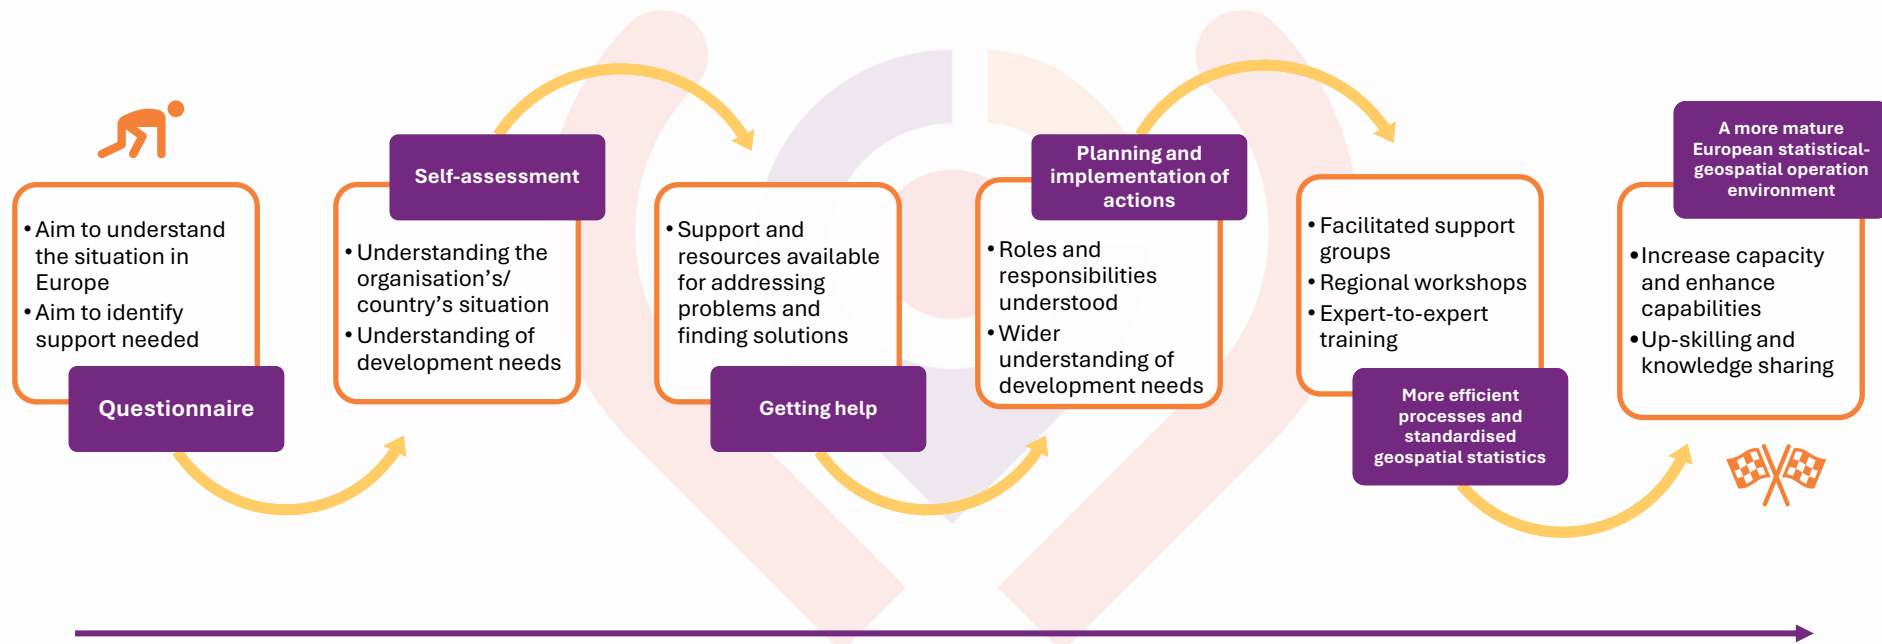 • Aim to understand
the situation in
Europe
• Aim to identify
support needed
Questionnaire
Self-assessment
• Understanding the
organisation’s/
country’s situation
• Understanding of
development needs
• Support and
resources available
for addressing
problems and
finding solutions
Getting help
Planning and
implementation of
actions
• Roles and
responsibilities
understood
• Wider
understanding of
development needs
• Facilitated support
groups
• Regional workshops
• Expert-to-expert
training
More efficient
processes and
standardised
geospatial statistics
A more mature
European statistical-
geospatial operation
environment
• Increase capacity
and enhance
capabilities
• Up-skilling and
knowledge sharing